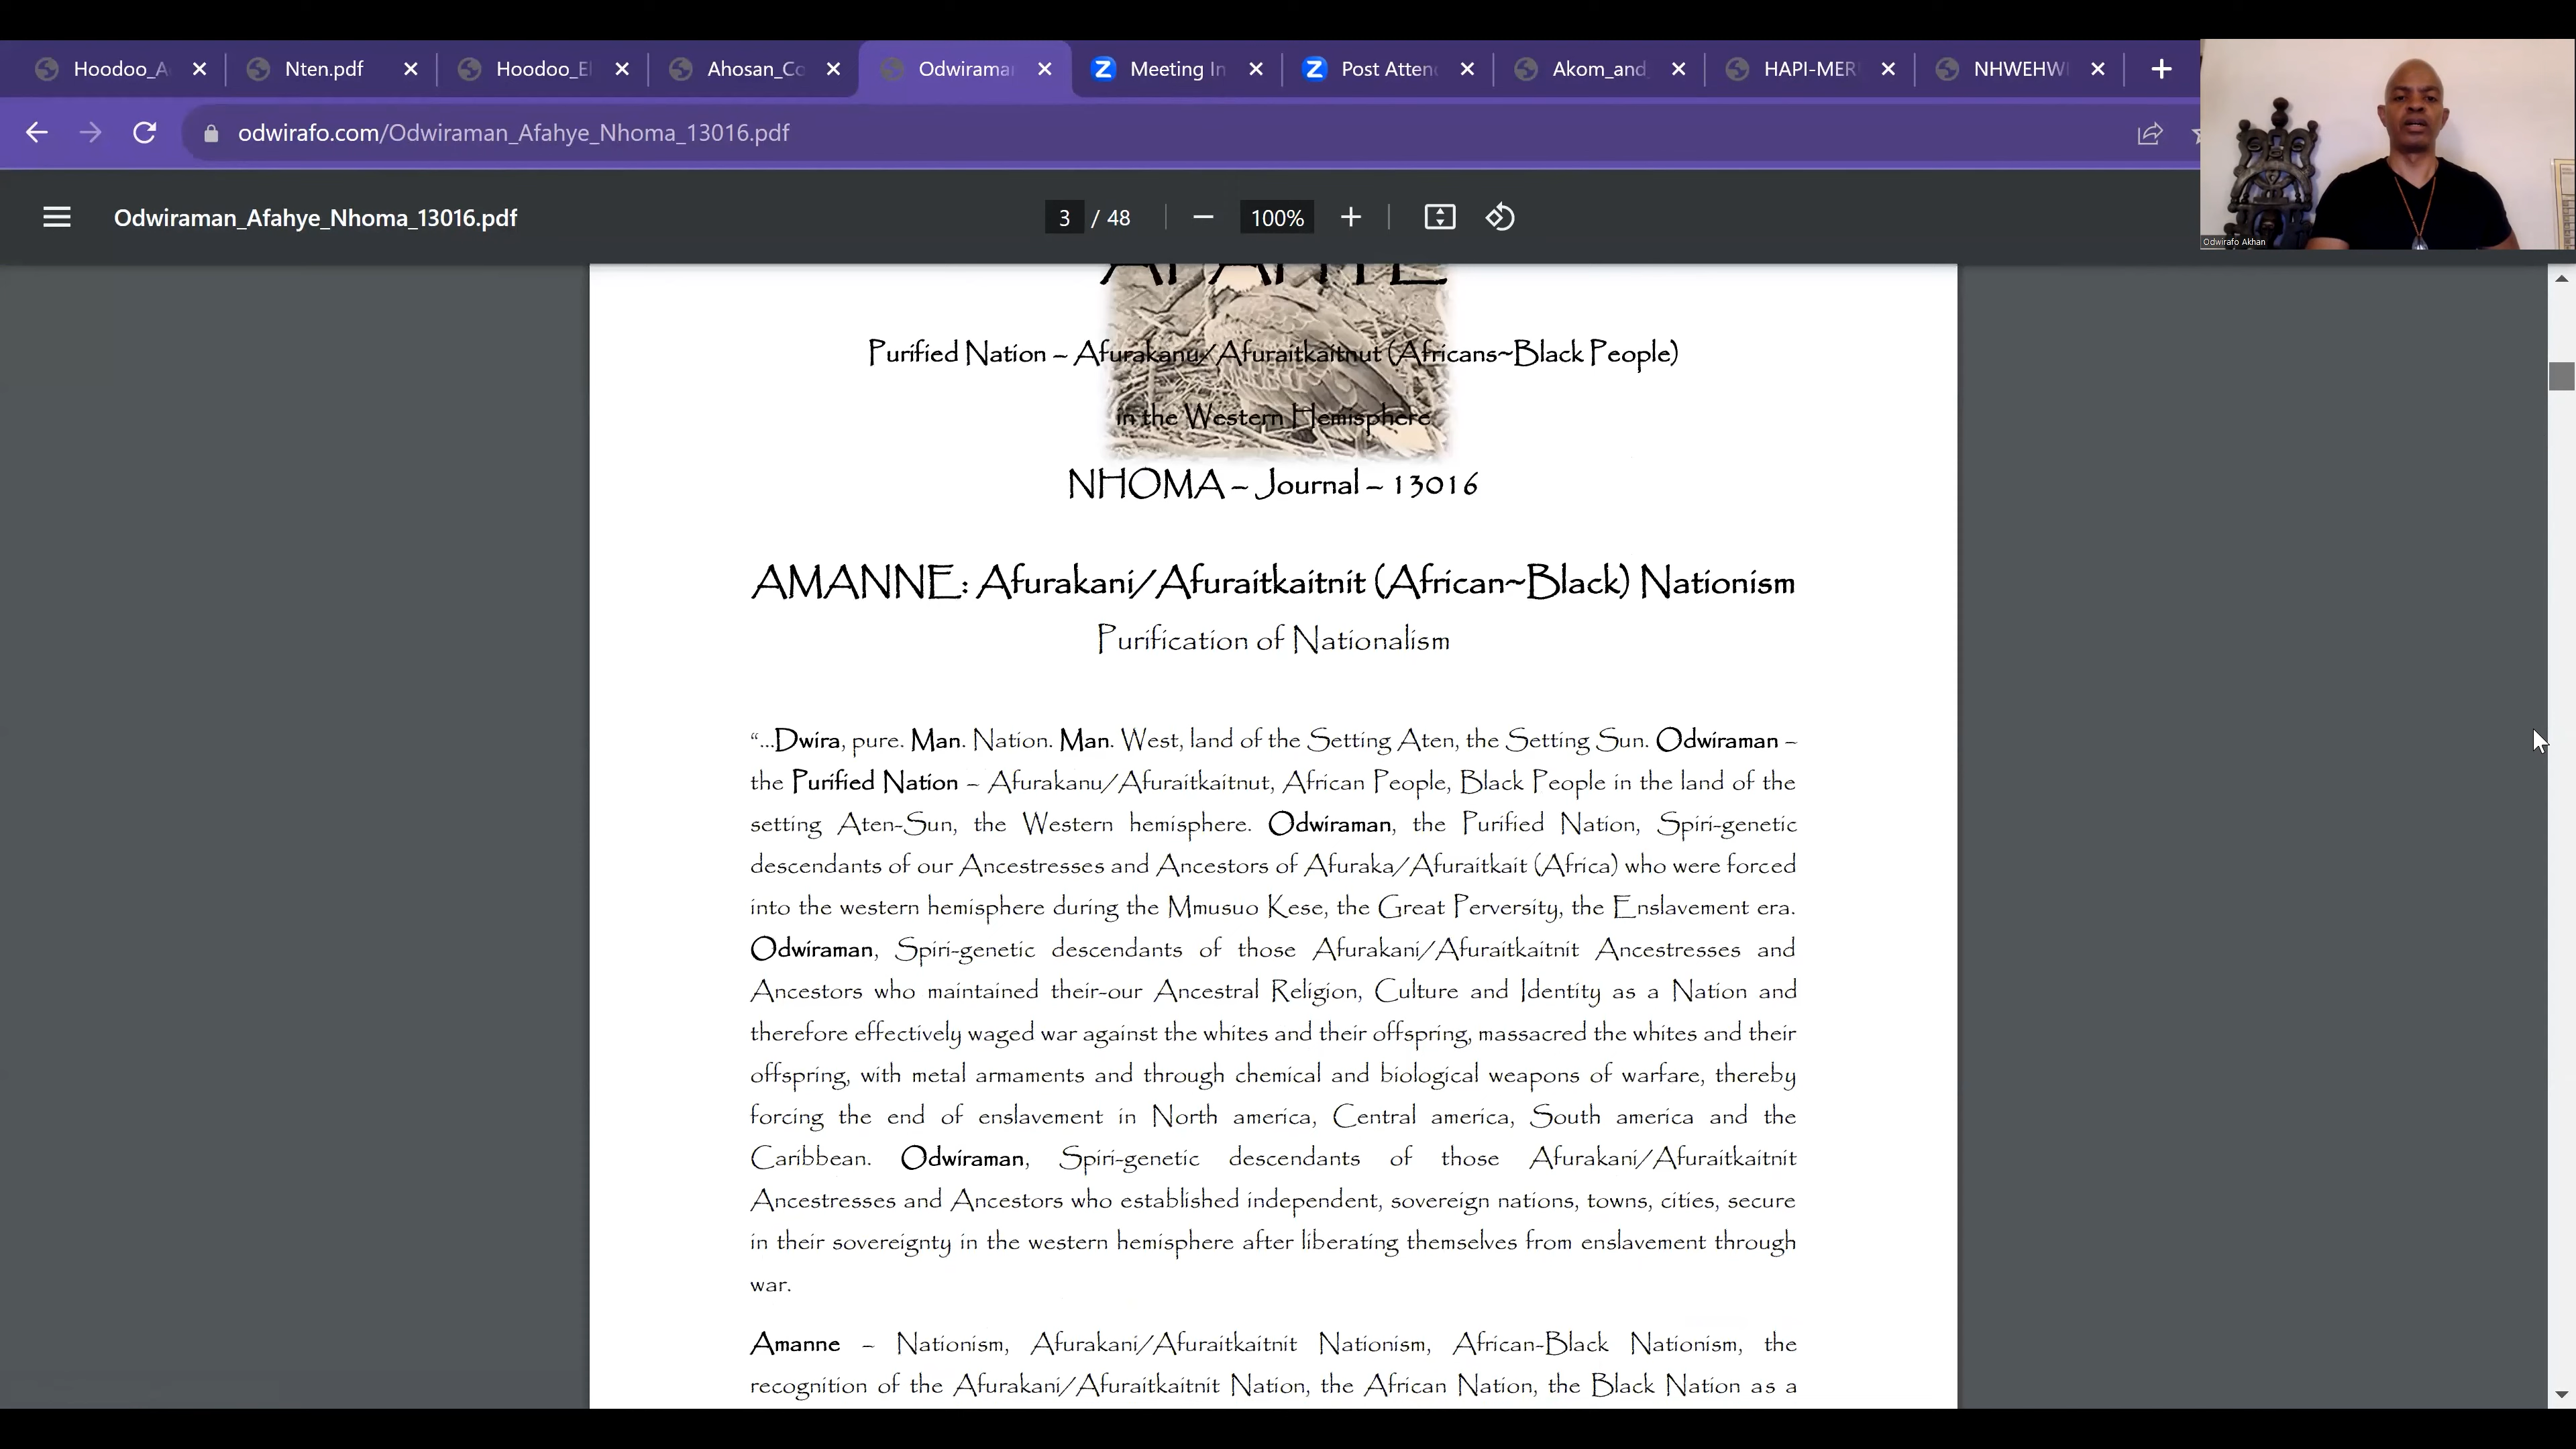 Hoodoo_A
Nten.pdf
Hoodoo_El
Ahosan_Co
Odwiraman
Meeting In
Post Atten
Akom_and
HAPI-MER
NHWEHW
odwirafo.com/Odwiraman_Afahye_Nhoma_13016.pdf
Odwirafo Akhan
Odwiraman_Afahye_Nhoma_13016.pdf
3 / 48
100%
AFAHYE
Purified Nation – Afurakanu/Afuraitkaitnut (Africans~Black People)
in the Western Hemisphere
NHOMA – Journal – 13016
AMANNE: Afurakani/Afuraitkaitnit (African~Black) Nationism
Purification of Nationalism
“...Dwira, pure. Man. Nation. Man. West, land of the Setting Aten, the Setting Sun. Odwiraman –
the Purified Nation – Afurakanu/Afuraitkaitnut, African People, Black People in the land of the
setting Aten-Sun, the Western hemisphere. Odwiraman, the Purified Nation, Spiri-genetic
descendants of our Ancestresses and Ancestors of Afuraka/Afuraitkait (Africa) who were forced
into the western hemisphere during the Mmusuo Kese, the Great Perversity, the Enslavement era.
Odwiraman, Spiri-genetic descendants of those Afurakani/Afuraitkaitnit Ancestresses and
Ancestors who maintained their-our Ancestral Religion, Culture and Identity as a Nation and
therefore effectively waged war against the whites and their offspring, massacred the whites and their
offspring, with metal armaments and through chemical and biological weapons of warfare, thereby
forcing the end of enslavement in North america, Central america, South america and the
Caribbean. Odwiraman, Spiri-genetic descendants of those Afurakani/Afuraitkaitnit
Ancestresses and Ancestors who established independent, sovereign nations, towns, cities, secure
in their sovereignty in the western hemisphere after liberating themselves from enslavement through
war.
Amanne – Nationism, Afurakani/Afuraitkaitnit Nationism, African-Black Nationism, the
recognition of the Afurakani/Afuraitkaitnit Nation, the African Nation, the Black Nation as a